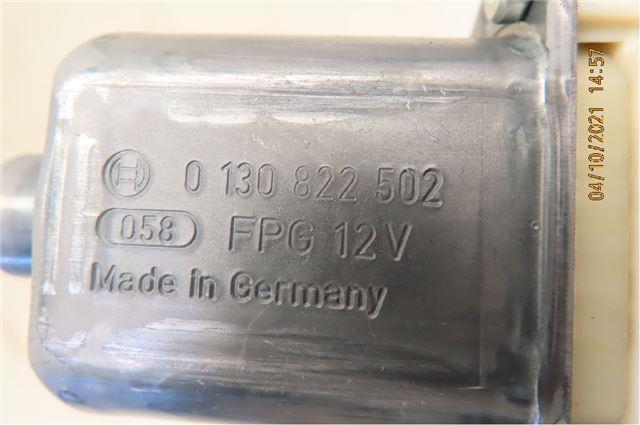 0 130 822 502
058 FPG 12V
Made in Germany
04/10/2021 14:57